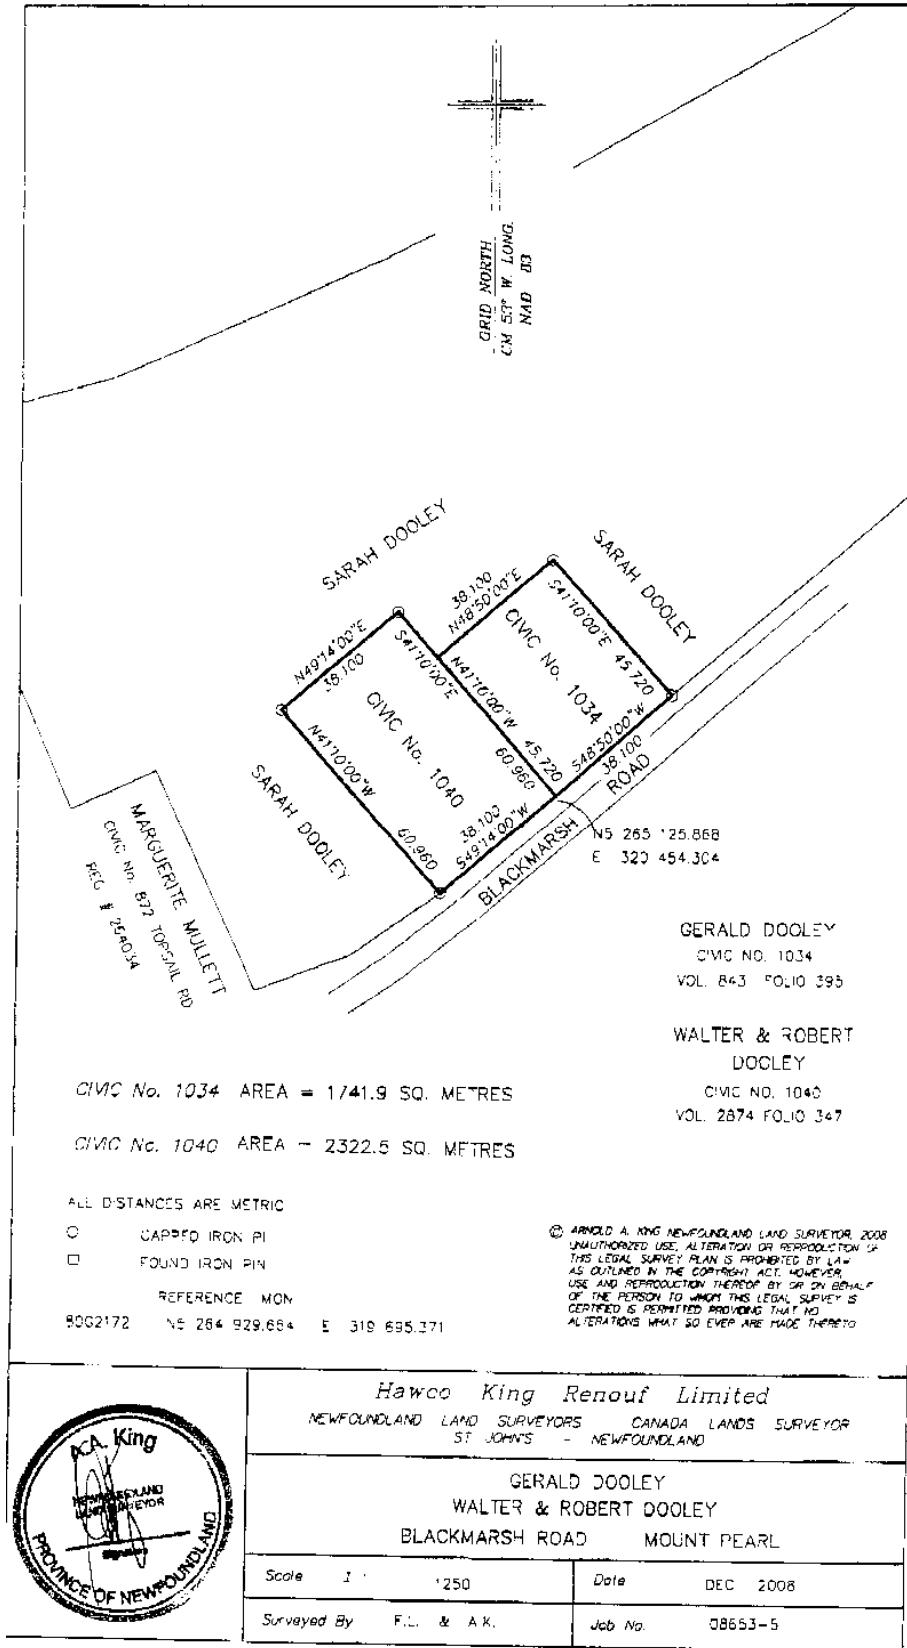 GRID NORTH
CM 53° W. LONG.
NAD 83
SARAH DOOLEY
SARAH DOOLEY
38.100
N48°50'00"E
S41°10'00"E 45.720
CIVIC No. 1034
N49°14'00"E
38.100
S41°10'00"E 60.960
N41°10'00"W 45.720
S48°50'00"W
38.100
CIVIC No. 1040
N41°10'00"W 60.960
38.100
S49°14'00"W
SARAH DOOLEY
BLACKMARSH ROAD
N5 265 125.868
E 320 454.304
MARGUERITE MULLETT
CIVIC No. 872 TOPSAIL RD
REG # 254034
GERALD DOOLEY
CIVIC NO. 1034
VOL. 843 FOLIO 395
WALTER & ROBERT
DOOLEY
CIVIC NO. 1040
VOL. 2874 FOLIO 347
CIVIC No. 1034 AREA = 1741.9 SQ. METRES
CIVIC No. 1040 AREA = 2322.5 SQ. METRES
ALL DISTANCES ARE METRIC
CAPPED IRON PI
FOUND IRON PIN
REFERENCE MON
80G2172 N5 264 929.664 E 319 695.371
© ARNOLD A. KING NEWFOUNDLAND LAND SURVEYOR, 2008
UNAUTHORIZED USE, ALTERATION OR REPRODUCTION OF
THIS LEGAL SURVEY PLAN IS PROHIBITED BY LAW
AS OUTLINED IN THE COPYRIGHT ACT. HOWEVER,
USE AND REPRODUCTION THEREOF BY OR ON BEHALF
OF THE PERSON TO WHOM THIS LEGAL SURVEY IS
CERTIFIED IS PERMITTED PROVIDING THAT NO
ALTERATIONS WHAT SO EVER ARE MADE THERETO
A.A. King
NEWFOUNDLAND
LAND SURVEYOR
Signature
PROVINCE OF NEWFOUNDLAND
Hawco King Renouf Limited
NEWFOUNDLAND LAND SURVEYORS CANADA LANDS SURVEYOR
ST JOHN'S - NEWFOUNDLAND
GERALD DOOLEY
WALTER & ROBERT DOOLEY
BLACKMARSH ROAD MOUNT PEARL
Scale 1 : 1250
Date DEC 2008
Surveyed By F.L. & A.K.
Job No. 08653-5